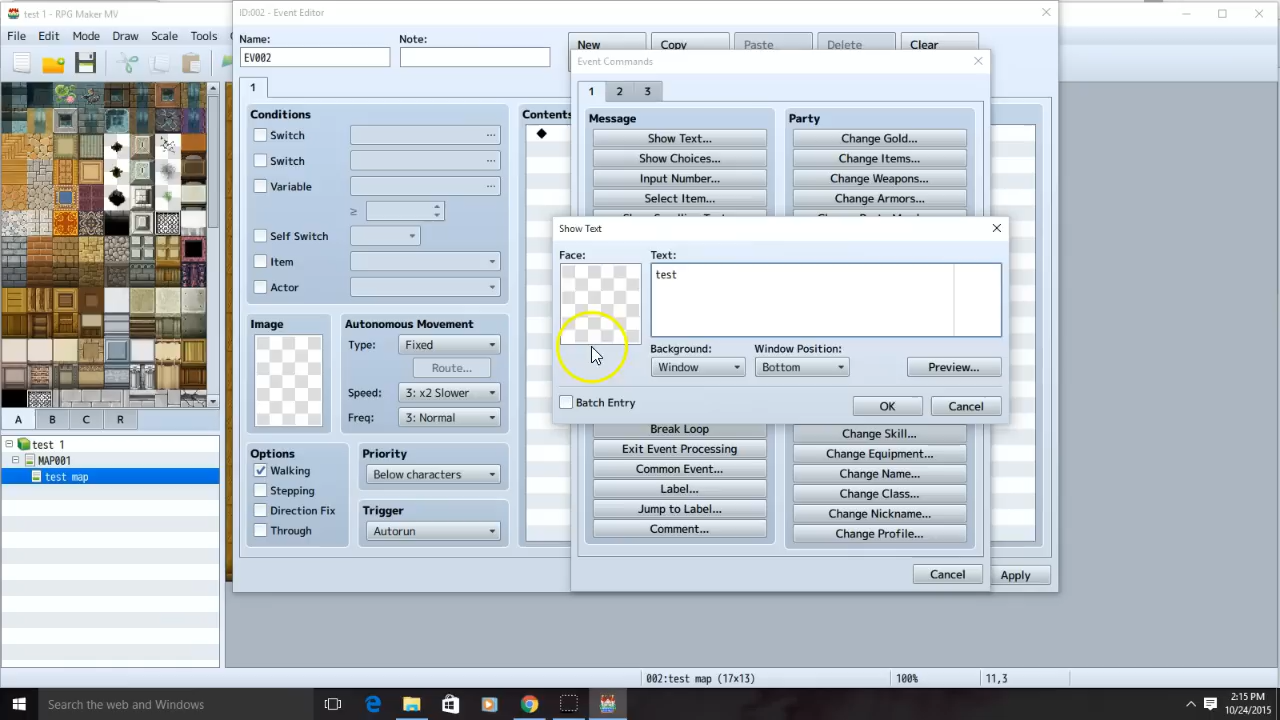 test 1 - RPG Maker MV
File Edit Mode Draw Scale Tools
ID:002 - Event Editor
Name:
Note:
EV002
New
Copy
Paste
Delete
Clear
1
Conditions
Switch
Switch
Variable
≥
Self Switch
Item
Actor
Image
Autonomous Movement
Type: Fixed
Route...
Speed: 3: x2 Slower
Freq: 3: Normal
Options
Walking
Stepping
Direction Fix
Through
Priority
Below characters
Trigger
Autorun
Contents
Event Commands
1 2 3
Message
Show Text...
Show Choices...
Input Number...
Select Item...
Party
Change Gold...
Change Items...
Change Weapons...
Change Armors...
Show Text
Face:
Text:
test
Background:
Window
Window Position:
Bottom
Preview...
Batch Entry
OK
Cancel
Break Loop
Exit Event Processing
Common Event...
Label...
Jump to Label...
Comment...
Change Skill...
Change Equipment...
Change Name...
Change Class...
Change Nickname...
Change Profile...
Cancel
Apply
A B C R
test 1
MAP001
test map
002:test map (17x13)
100%
11,3
Search the web and Windows
2:15 PM
10/24/2015